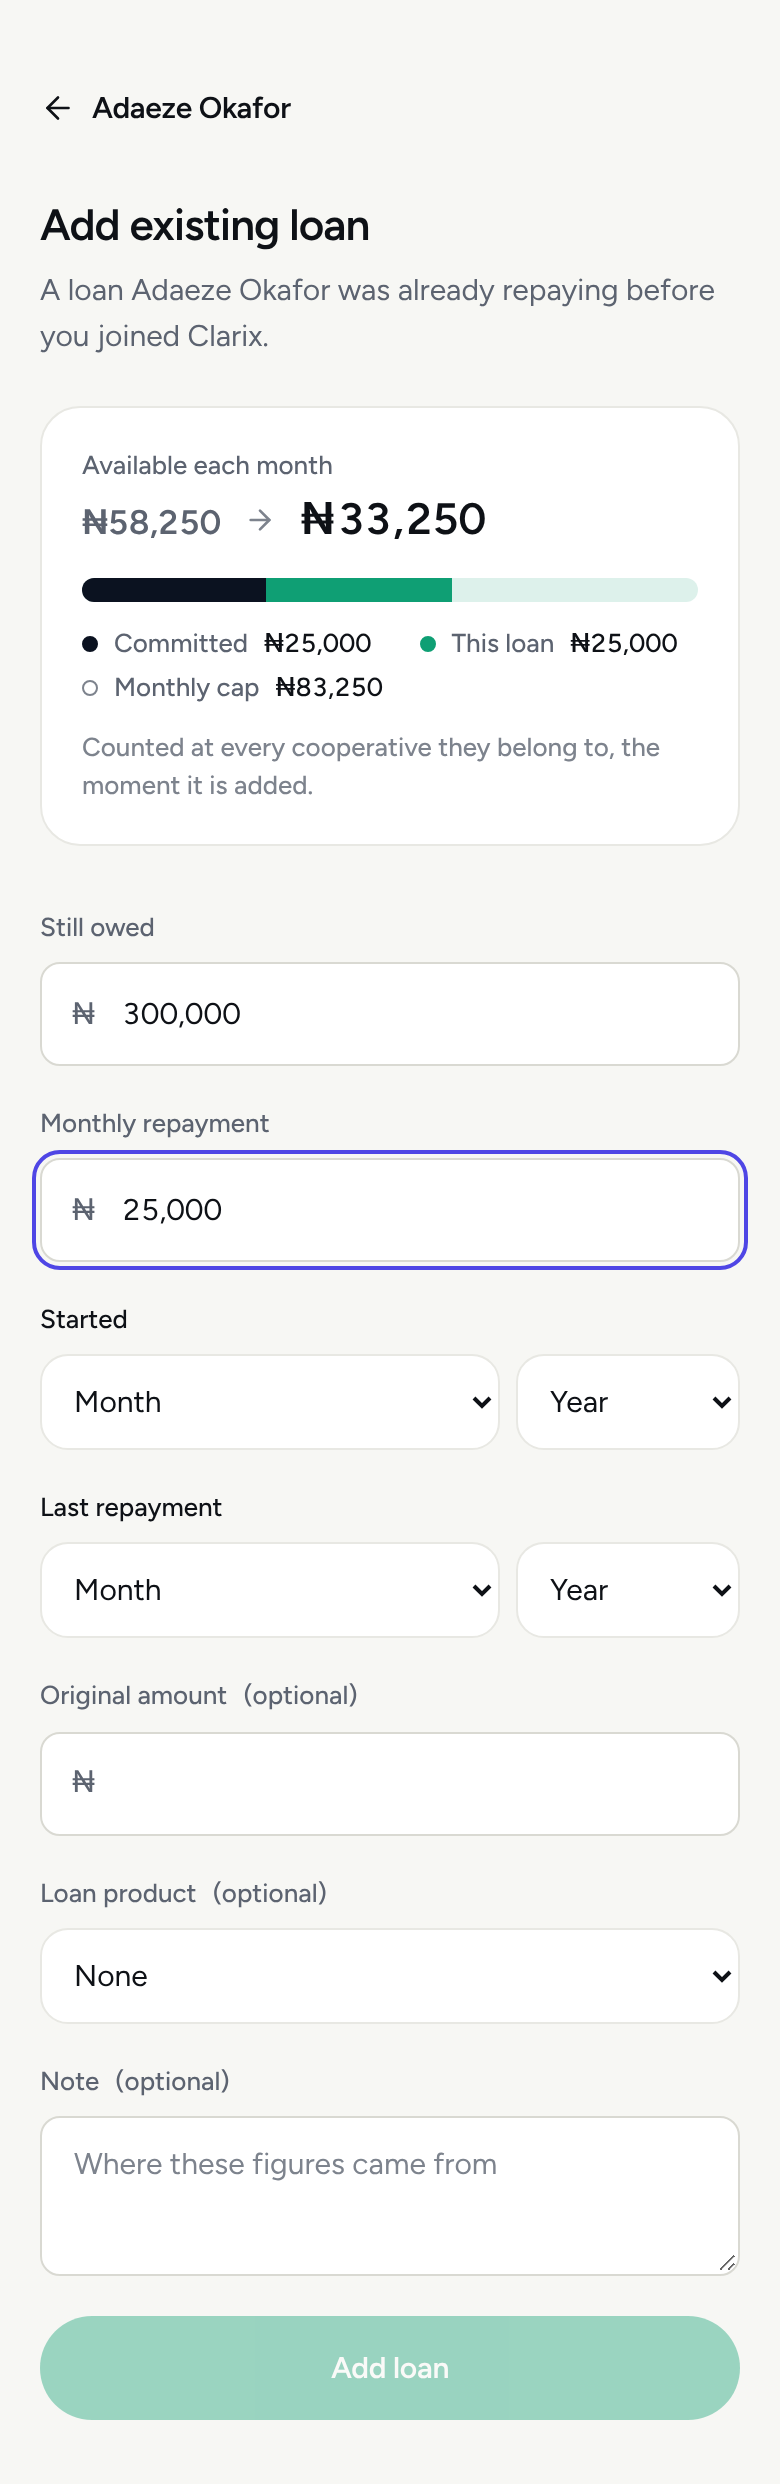 Adaeze Okafor
Add existing loan
A loan Adaeze Okafor was already repaying before
you joined Clarix.
Available each month
₦58,250 → ₦33,250
Committed ₦25,000 This loan ₦25,000
Monthly cap ₦83,250
Counted at every cooperative they belong to, the
moment it is added.
Still owed
₦ 300,000
Monthly repayment
₦ 25,000
Started
Month Year
Last repayment
Month Year
Original amount (optional)
₦
Loan product (optional)
None
Note (optional)
Where these figures came from
Add loan